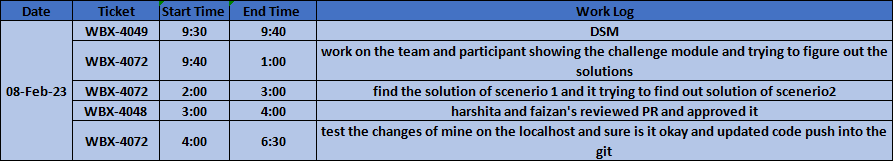 Date Ticket Start Time End Time Work Log
08-Feb-23
WBX-4049 9:30 9:40 DSM
WBX-4072 9:40 1:00 work on the team and participant showing the challenge module and trying to figure out the
solutions
WBX-4072 2:00 3:00 find the solution of scenerio 1 and it trying to find out solution of scenerio2
WBX-4048 3:00 4:00 harshita and faizan's reviewed PR and approved it
WBX-4072 4:00 6:30 test the changes of mine on the localhost and sure is it okay and updated code push into the
git